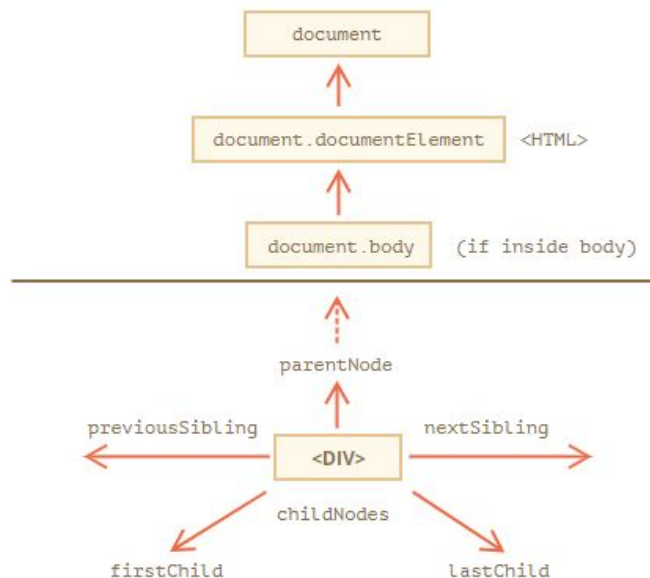 document
document.documentElement <HTML>
document.body (if inside body)
parentNode
previousSibling nextSibling
<DIV>
childNodes
firstChild lastChild